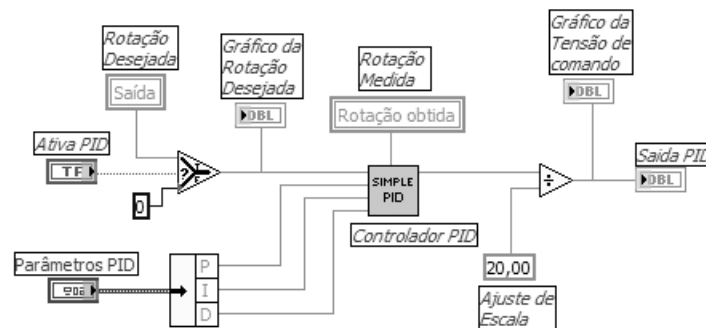 Rotação
Desejada
Saída
Gráfico da
Rotação
Desejada
DBL
Rotação
Medida
Rotação obtida
Gráfico da
Tensão de
comando
DBL
Ativa PID
TF
?
T
F
0
SIMPLE
PID
Controlador PID
÷
Saida PID
DBL
Parâmetros PID
P
I
D
20,00
Ajuste de
Escala